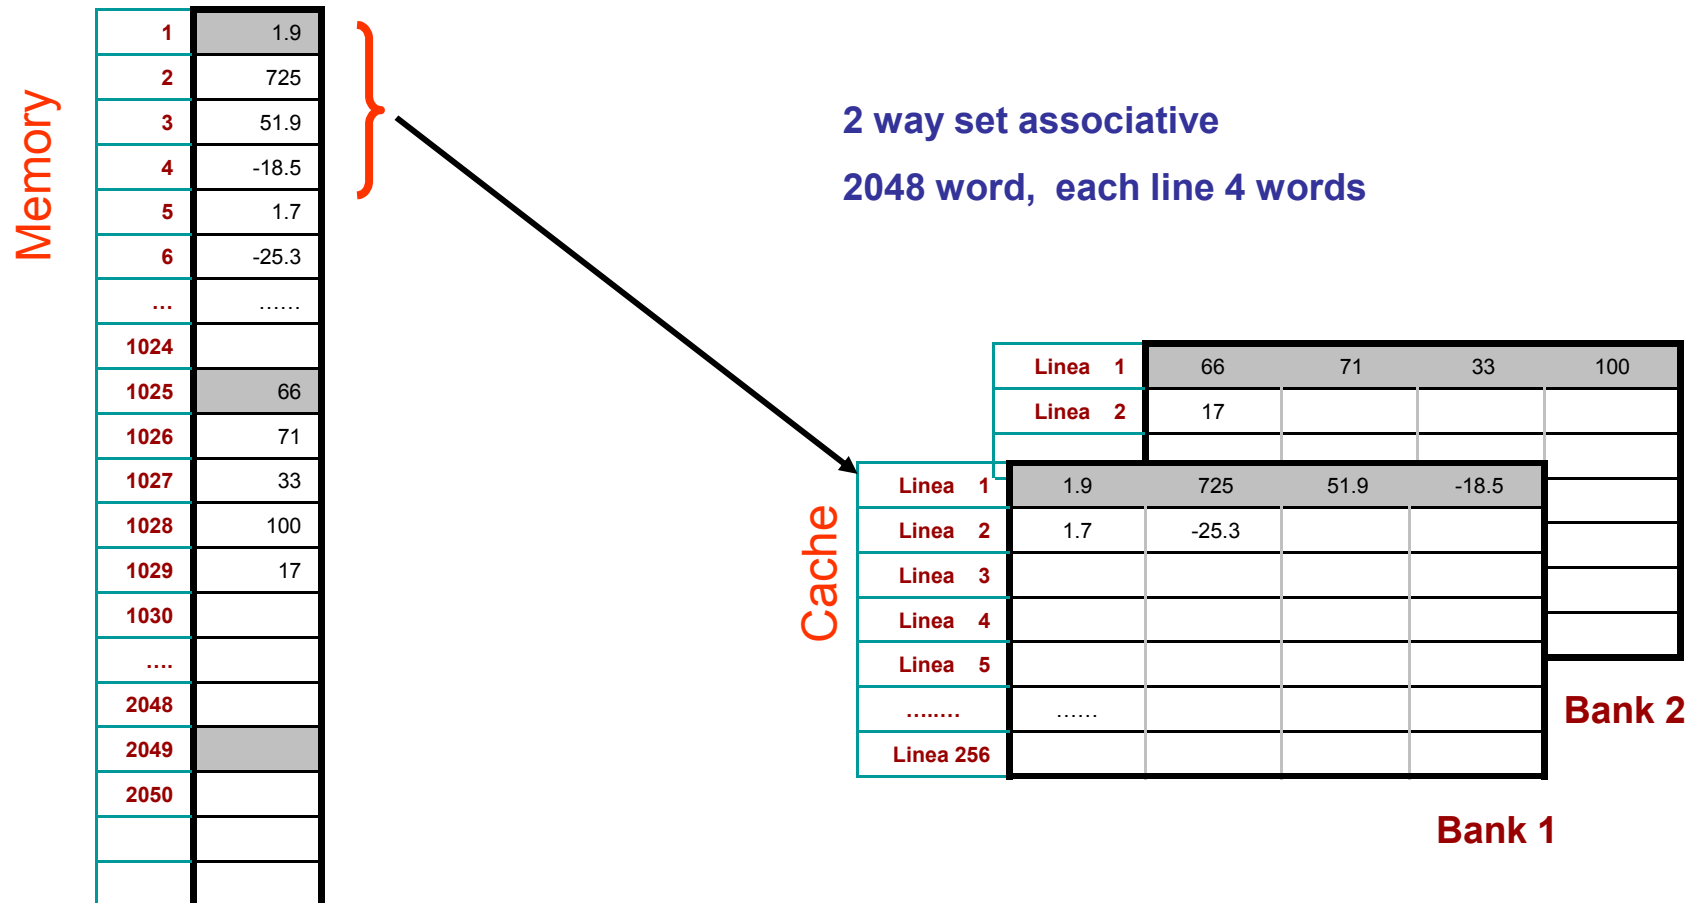 Memory
1 1.9
2 725
3 51.9
4 -18.5
5 1.7
6 -25.3
... ......
1024
1025 66
1026 71
1027 33
1028 100
1029 17
1030
....
2048
2049
2050
2 way set associative
2048 word, each line 4 words
Linea 1 66 71 33 100
Linea 2 17
Cache
Linea 1 1.9 725 51.9 -18.5
Linea 2 1.7 -25.3
Linea 3
Linea 4
Linea 5
........ ......
Linea 256
Bank 2
Bank 1